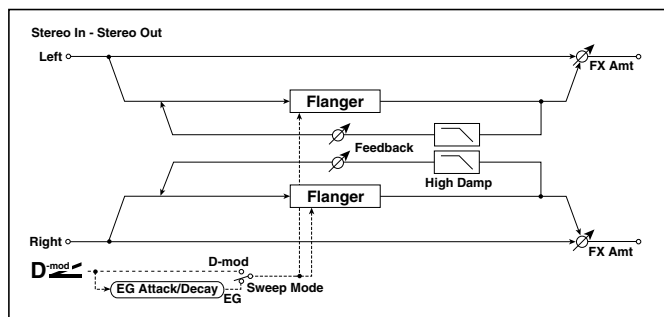 Stereo In - Stereo Out
Left
FX Amt
Flanger
Feedback
High Damp
Flanger
Right
FX Amt
D-mod
D-mod
EG Attack/Decay
EG
Sweep Mode